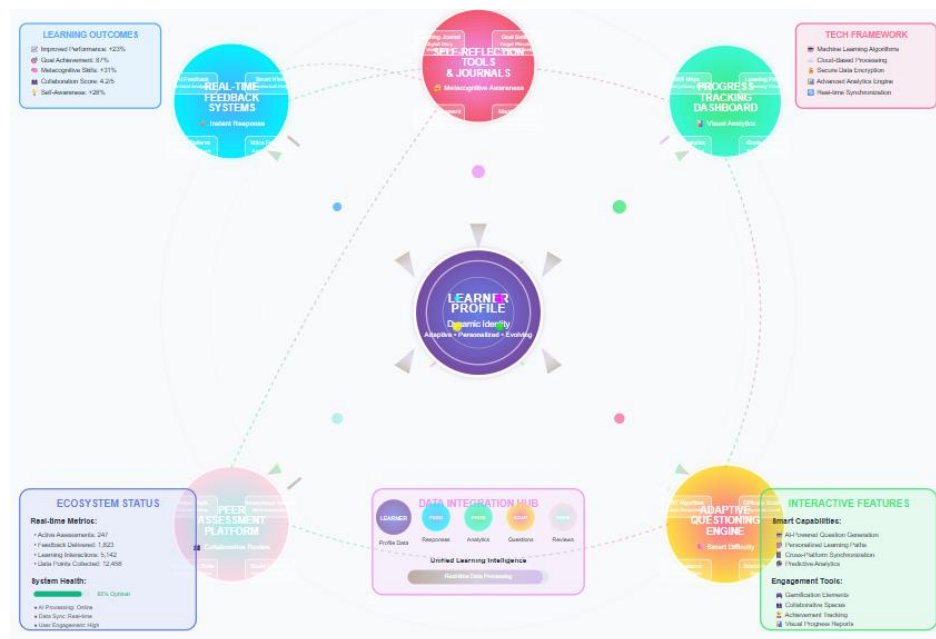 LEARNING OUTCOMES
Improved Performance: +23%
Goal Achievement: 87%
Metacognitive Skills: +31%
Collaboration Score: 4.2/5
Self-Awareness: +28%
REAL-TIME
FEEDBACK
SYSTEMS
Instant Response
SELF-REFLECTION
TOOLS
& JOURNALS
Metacognitive Awareness
PROGRESS
TRACKING
DASHBOARD
Visual Analytics
TECH FRAMEWORK
Machine Learning Algorithms
Cloud-Based Processing
Secure Data Encryption
Advanced Analytics Engine
Real-time Synchronization
LEARNER
PROFILE
Dynamic Identity
Adaptive • Personalized • Evolving
ECOSYSTEM STATUS
Real-time Metrics:
• Active Assessments: 247
• Feedback Delivered: 1,823
• Learning Interactions: 5,142
• Data Points Collected: 12,456
System Health:
• AI Processing: Online
• Data Sync: Real-time
• User Engagement: High
PEER
ASSESSMENT
PLATFORM
Collaborative Review
DATA INTEGRATION HUB
LEARNER
Profile Data
Responses
Analytics
Questions
Reviews
Unified Learning Intelligence
Real-time Data Processing
ADAPTIVE
QUESTIONING
ENGINE
Smart Difficulty
INTERACTIVE FEATURES
Smart Capabilities:
AI-Powered Question Generation
Personalized Learning Paths
Cross-Platform Synchronization
Predictive Analytics
Engagement Tools:
Gamification Elements
Collaborative Spaces
Achievement Tracking
Visual Progress Reports